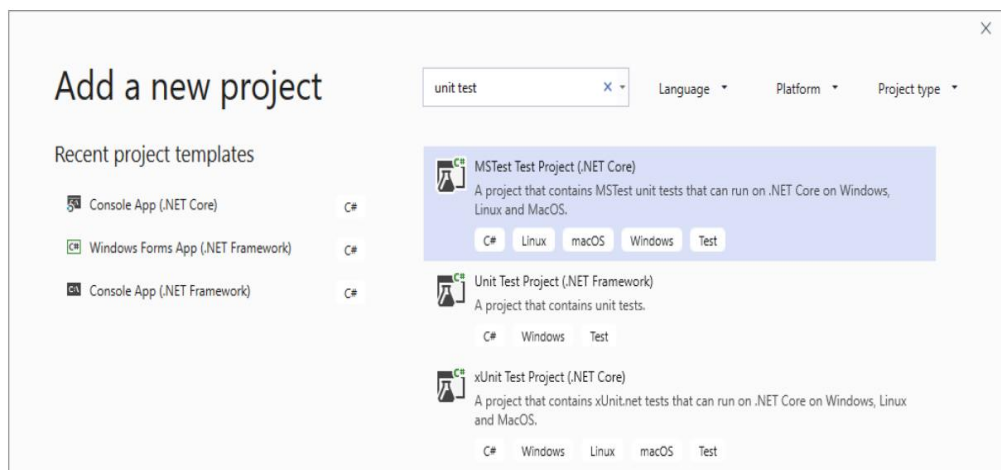 Add a new project
unit test
Language
Platform
Project type
Recent project templates
Console App (.NET Core)
C#
Windows Forms App (.NET Framework)
C#
Console App (.NET Framework)
C#
MSTest Test Project (.NET Core)
A project that contains MSTest unit tests that can run on .NET Core on Windows,
Linux and MacOS.
C# Linux macOS Windows Test
Unit Test Project (.NET Framework)
A project that contains unit tests.
C# Windows Test
xUnit Test Project (.NET Core)
A project that contains xUnit.net tests that can run on .NET Core on Windows, Linux
and MacOS.
C# Windows Linux macOS Test